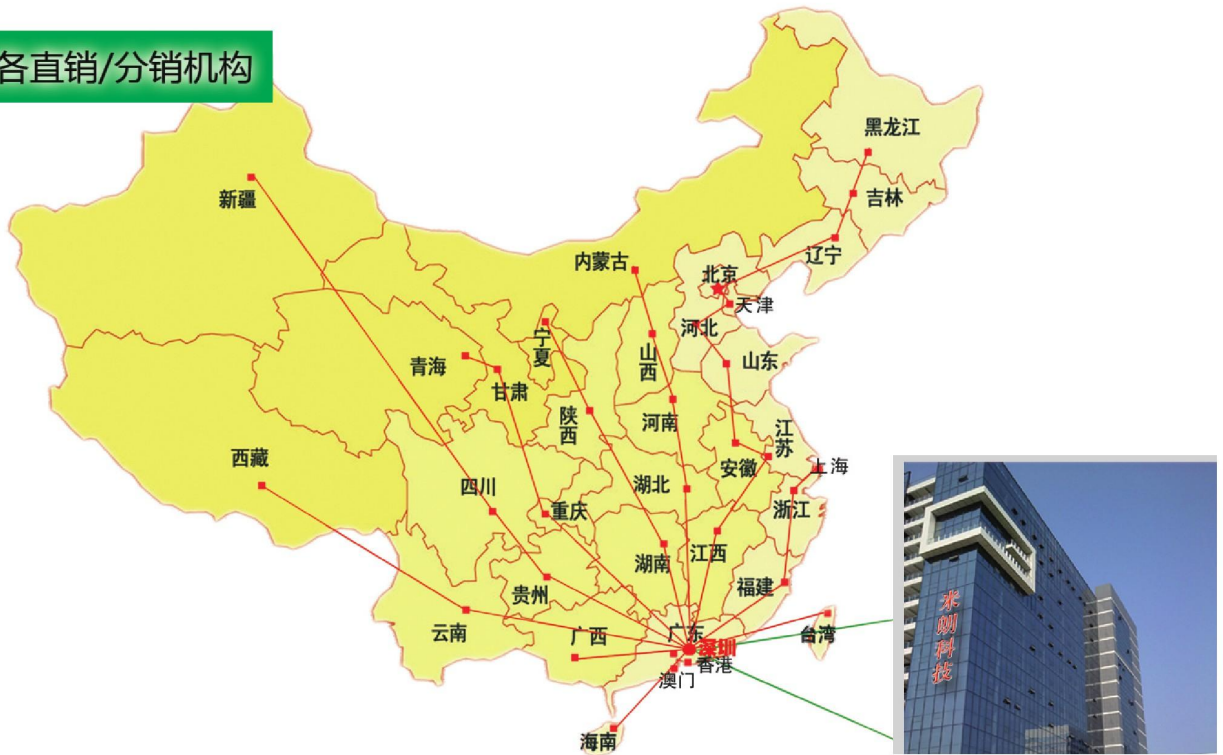 各直销/分销机构
黑龙江
吉林
辽宁
新疆
内蒙古
北京
天津
河北
宁夏
山西
山东
青海
甘肃
陕西
河南
江苏
安徽
上海
西藏
四川
重庆
湖北
浙江
湖南
江西
福建
贵州
云南
广西
广东
深圳
台湾
香港
澳门
海南
米朗科技